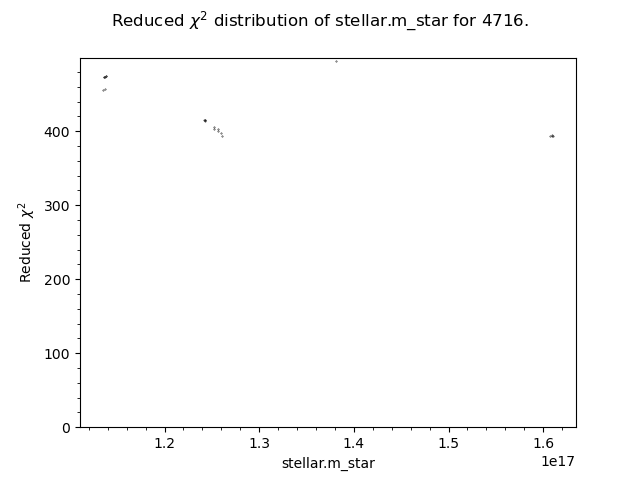 Reduced χ² distribution of stellar.m_star for 4716.
400
300
200
100
0
Reduced χ²
1.2 1.3 1.4 1.5 1.6
1e17
stellar.m_star